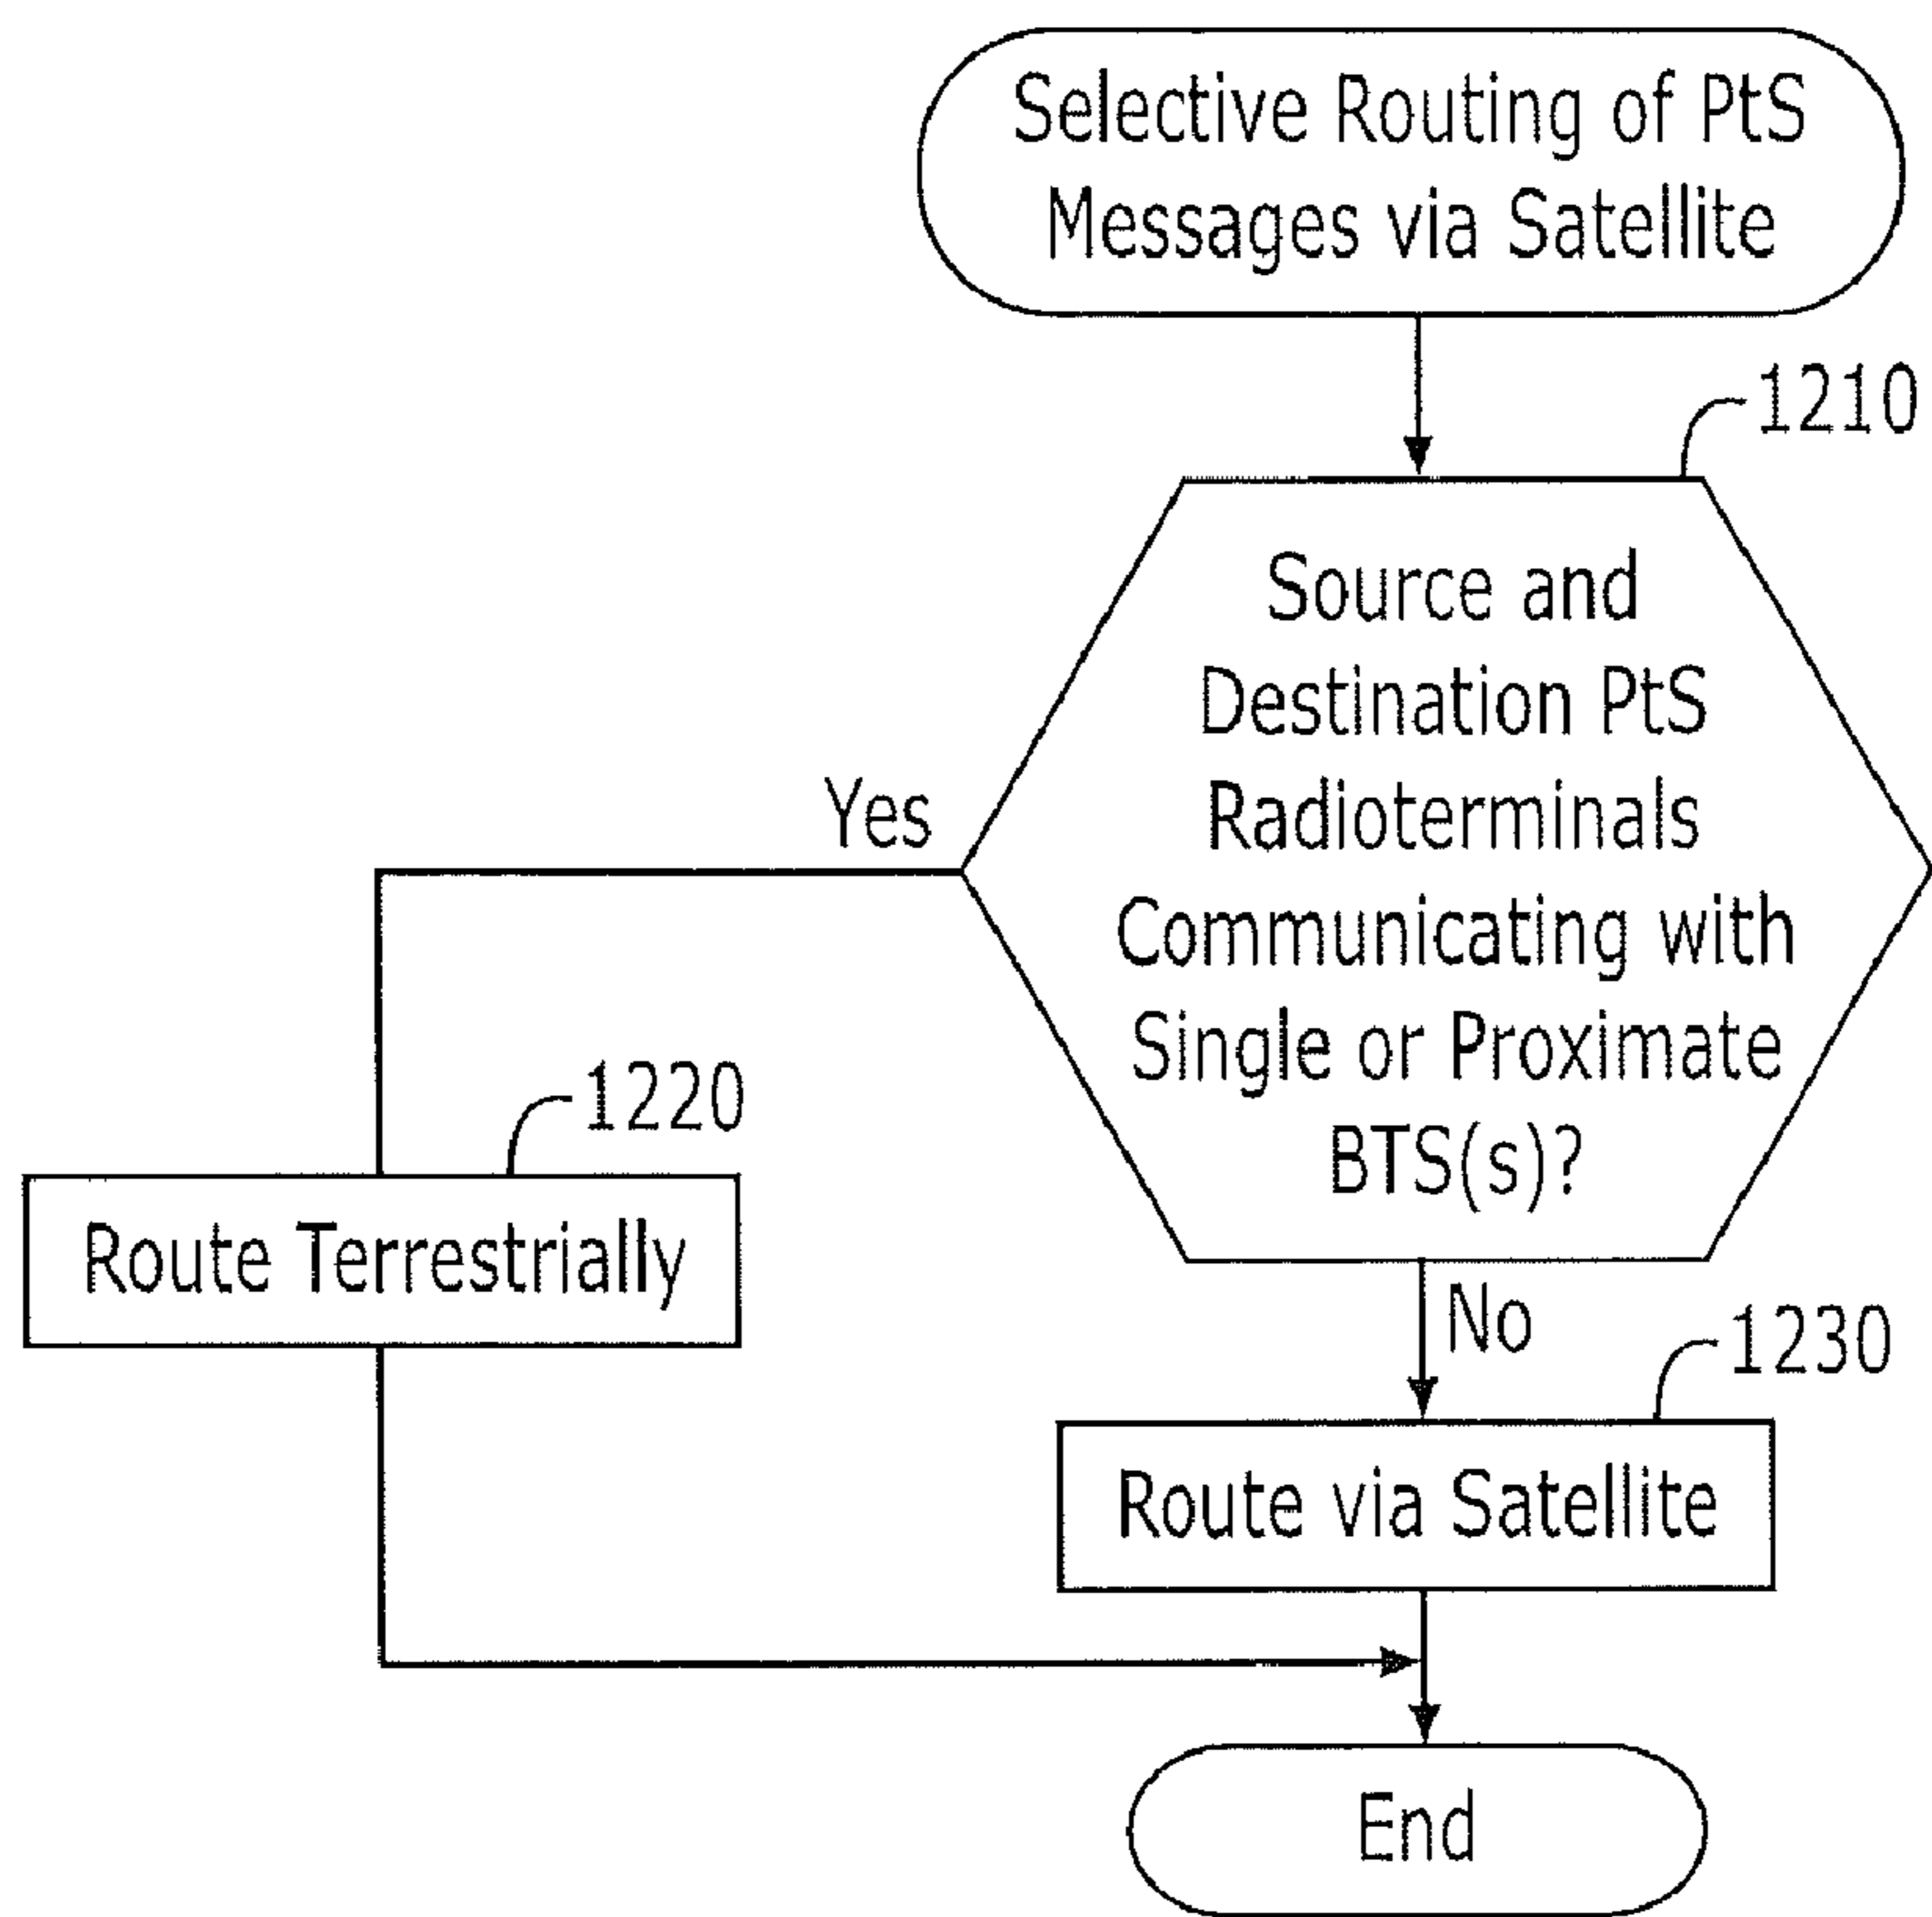 Selective Routing of PtS
Messages via Satellite
1210
Source and
Destination PtS
Radioterminals
Communicating with
Single or Proximate
BTS(s)?
Yes
1220
Route Terrestrially
No
1230
Route via Satellite
End